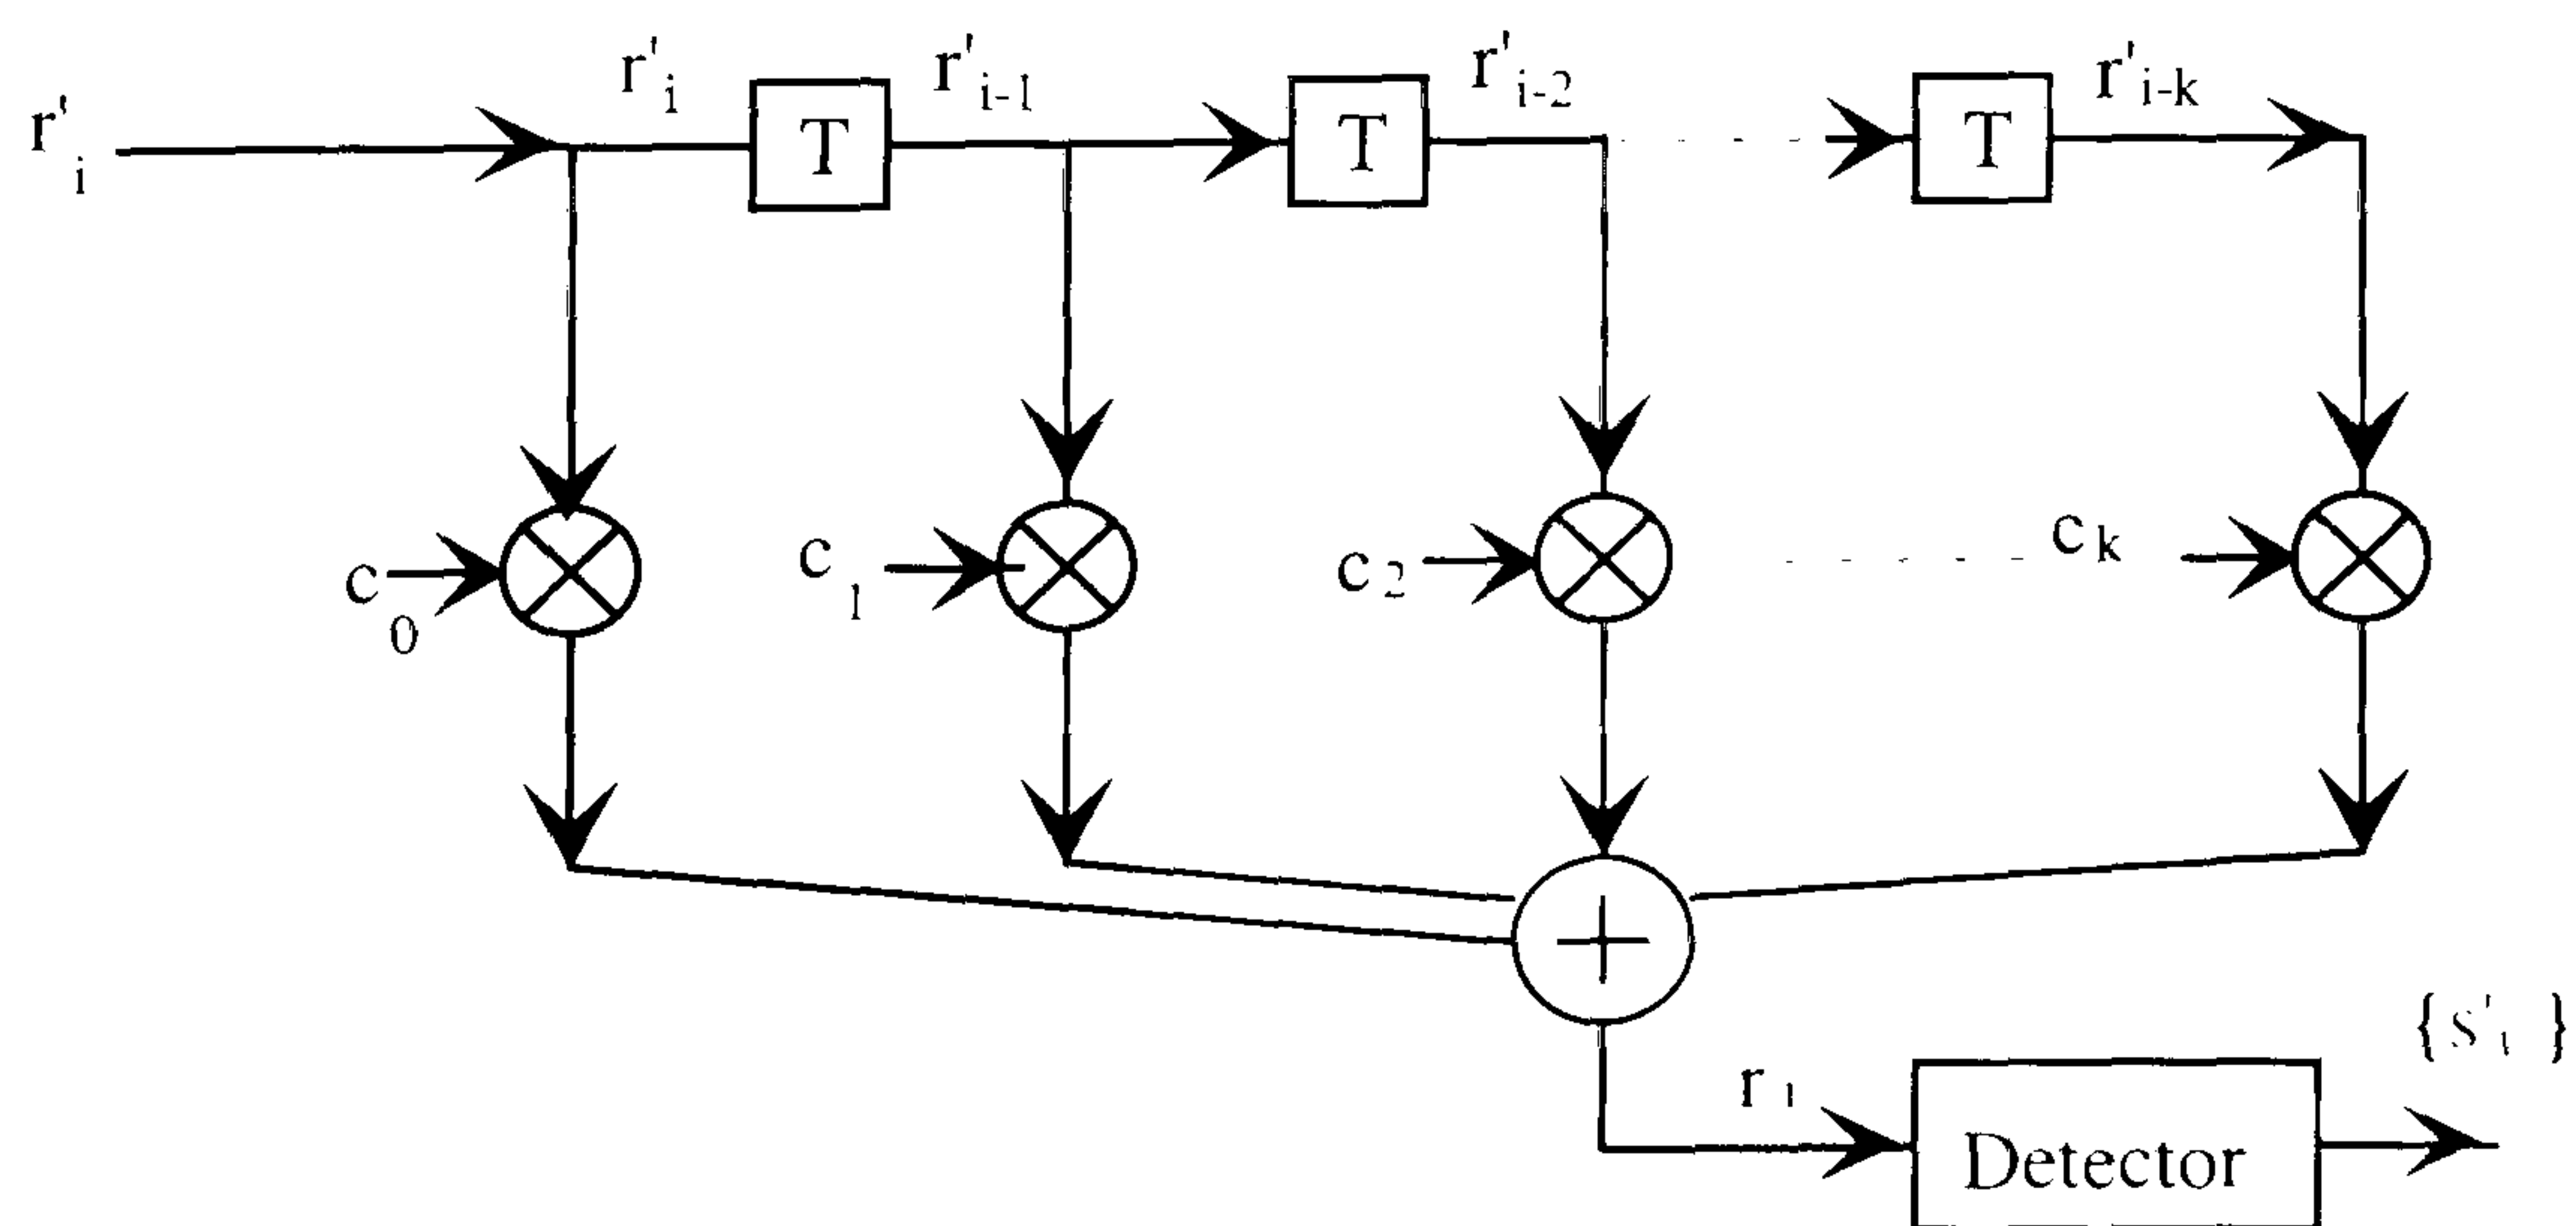 r'i
r'i
T
r'i-1
T
r'i-2
T
r'i-k
c0
c1
c2
ck
+
ri
{s'i}
Detector